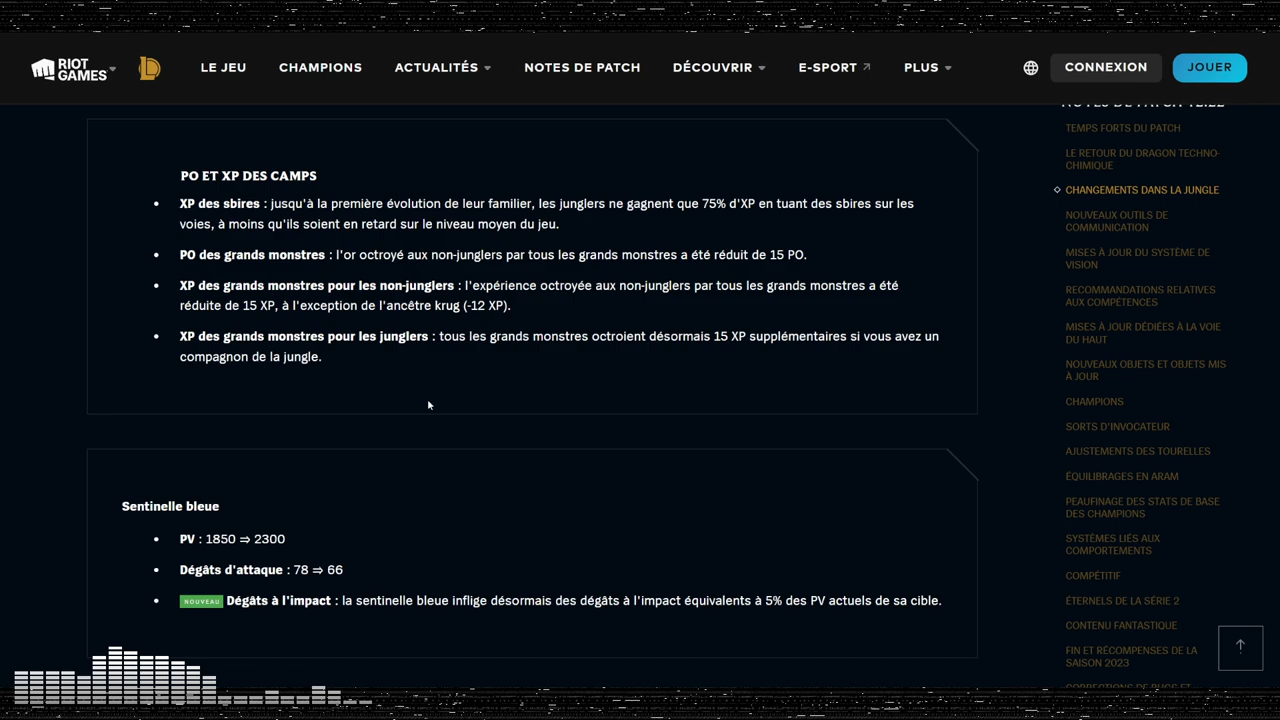 RIOT GAMES
LE JEU
CHAMPIONS
ACTUALITÉS
NOTES DE PATCH
DÉCOUVRIR
E-SPORT
PLUS
CONNEXION
JOUER
PO ET XP DES CAMPS
XP des sbires : jusqu'à la première évolution de leur familier, les junglers ne gagnent que 75% d'XP en tuant des sbires sur les
voies, à moins qu'ils soient en retard sur le niveau moyen du jeu.
PO des grands monstres : l'or octroyé aux non-junglers par tous les grands monstres a été réduit de 15 PO.
XP des grands monstres pour les non-junglers : l'expérience octroyée aux non-junglers par tous les grands monstres a été
réduite de 15 XP, à l'exception de l'ancêtre krug (-12 XP).
XP des grands monstres pour les junglers : tous les grands monstres octroient désormais 15 XP supplémentaires si vous avez un
compagnon de la jungle.
Sentinelle bleue
PV : 1850 ⇒ 2300
Dégâts d'attaque : 78 ⇒ 66
NOUVEAU Dégâts à l'impact : la sentinelle bleue inflige désormais des dégâts à l'impact équivalents à 5% des PV actuels de sa cible.
NOTES DE PATCH 12.22
TEMPS FORTS DU PATCH
LE RETOUR DU DRAGON TECHNO-
CHIMIQUE
CHANGEMENTS DANS LA JUNGLE
NOUVEAUX OUTILS DE
COMMUNICATION
MISES À JOUR DU SYSTÈME DE
VISION
RECOMMANDATIONS RELATIVES
AUX COMPÉTENCES
MISES À JOUR DÉDIÉES À LA VOIE
DU HAUT
NOUVEAUX OBJETS ET OBJETS MIS
À JOUR
CHAMPIONS
SORTS D'INVOCATEUR
AJUSTEMENTS DES TOURELLES
ÉQUILIBRAGES EN ARAM
PEAUFINAGE DES STATS DE BASE
DES CHAMPIONS
SYSTÈMES LIÉS AUX
COMPORTEMENTS
COMPÉTITIF
ÉTERNELS DE LA SÉRIE 2
CONTENU FANTASTIQUE
FIN ET RÉCOMPENSES DE LA
SAISON 2023
CORRECTIONS DE BUGS ET